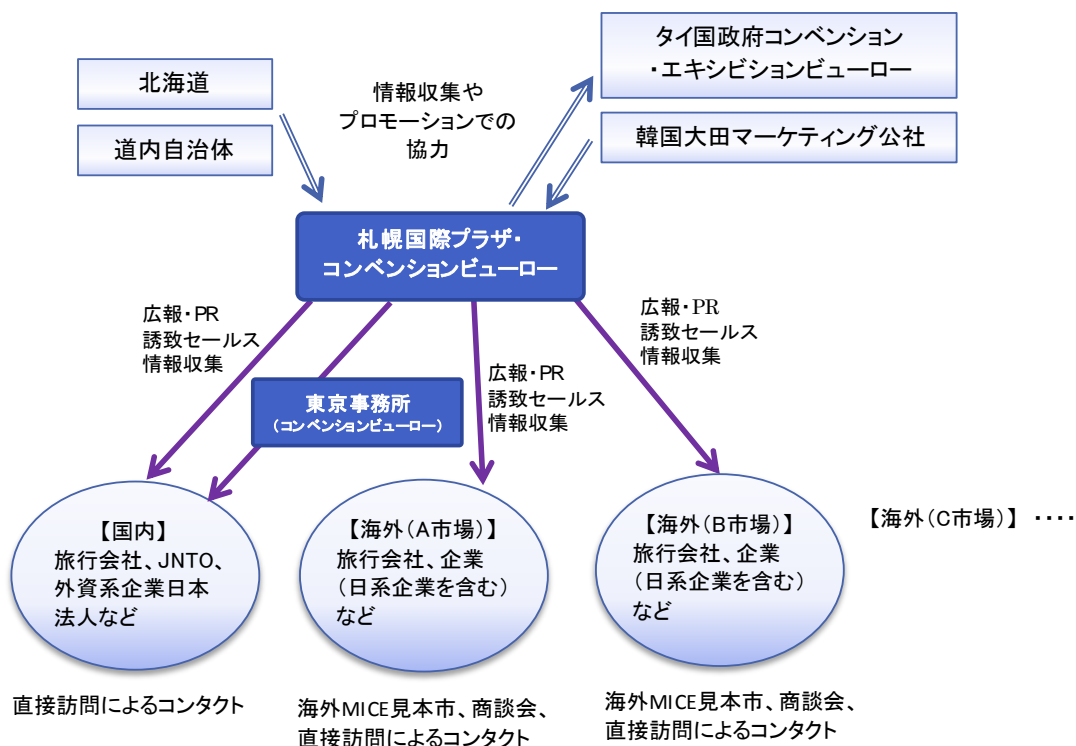 北海道
道内自治体
情報収集や
プロモーションでの
協力
タイ国政府コンベンション
・エキシビションビューロー
韓国大田マーケティング公社
札幌国際プラザ・
コンベンションビューロー
広報・PR
誘致セールス
情報収集
東京事務所
（コンベンションビューロー）
広報・PR
誘致セールス
情報収集
広報・PR
誘致セールス
情報収集
【国内】
旅行会社、JNTO、
外資系企業日本
法人など
【海外（A市場）】
旅行会社、企業
（日系企業を含む）
など
【海外（B市場）】
旅行会社、企業
（日系企業を含む）
など
【海外（C市場）】 ････
直接訪問によるコンタクト
海外MICE見本市、商談会、
直接訪問によるコンタクト
海外MICE見本市、商談会、
直接訪問によるコンタクト